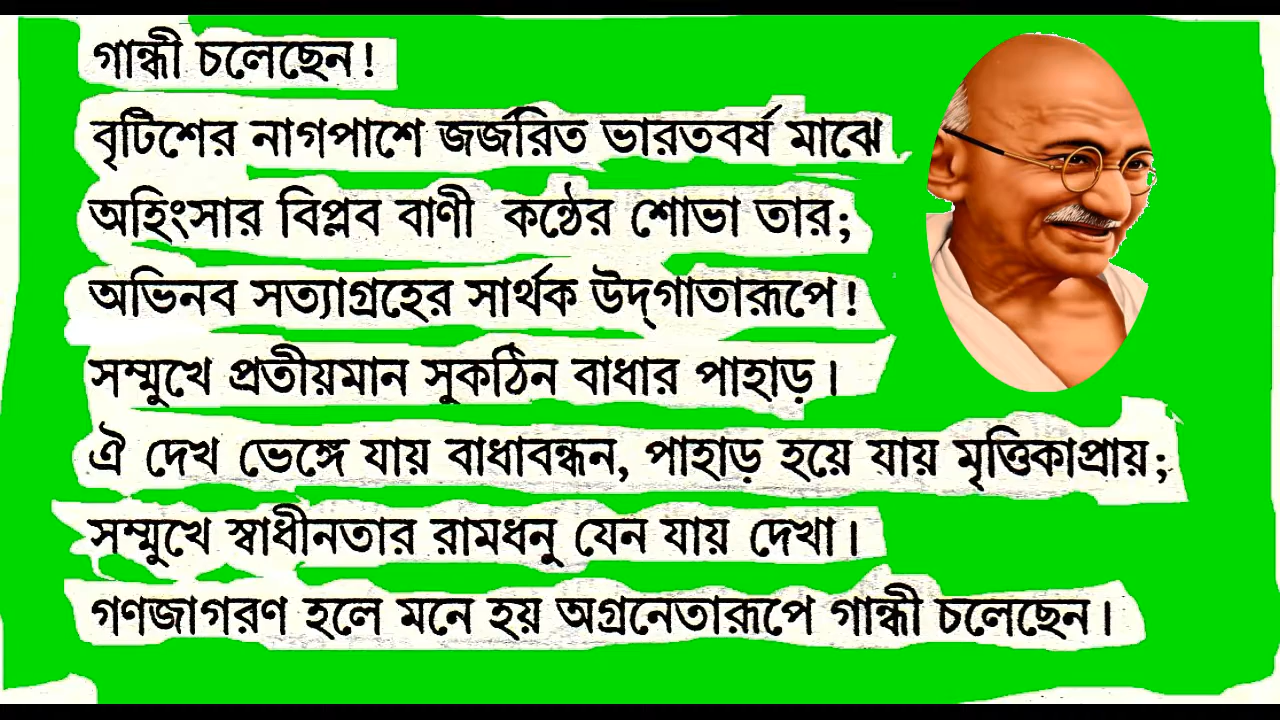 গান্ধী চলেছেন!
বৃটিশের নাগপাশে জর্জরিত ভারতবর্ষ মাঝে
অহিংসার বিপ্লব বাণী কন্ঠের শোভা তার;
অভিনব সত্যাগ্রহের সার্থক উদ্‌গাতারূপে!
সম্মুখে প্রতীয়মান সুকঠিন বাধার পাহাড়।
ঐ দেখ ভেঙ্গে যায় বাধাবন্ধন, পাহাড় হয়ে যায় মৃত্তিকাপ্রায়;
সম্মুখে স্বাধীনতার রামধনু যেন যায় দেখা।
গণজাগরণ হলে মনে হয় অগ্রনেতারূপে গান্ধী চলেছেন।